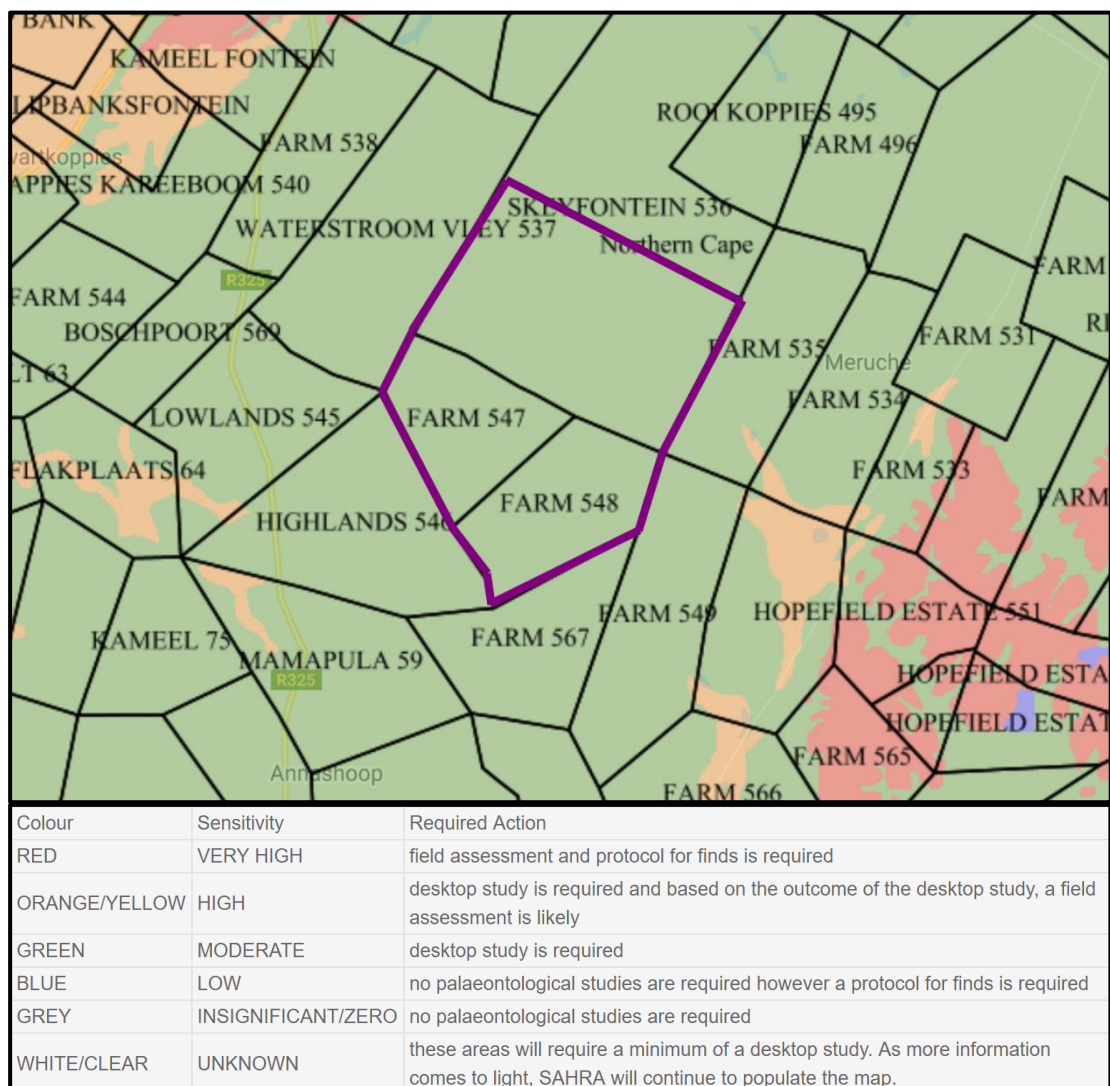 BANK
KAMEEL FONTEIN
LIPBANKSFONTEIN
FARM 538
ROOI KOPPIES 495
FARM 496
vartkoppies
APPIES KAREEBOOM 540
SKEYFONTEIN 536
WATERSTROOM VLEY 537
Northern Cape
FARM
R325
FARM 544
BOSCHPOORT 569
FARM 531
RI
FARM 535
Meruche
LT 63
FARM 534
LOWLANDS 545
FARM 547
FLAKPLAATS 64
FARM 533
FARM 548
FARM
HIGHLANDS 546
FARM 549
HOPEFIELD ESTATE 551
KAMEEL 75
FARM 567
MAMAPULA 59
HOPEFIELD ESTA
R325
HOPEFIELD ESTAT
FARM 565
Annashoop
FARM 566
Colour Sensitivity Required Action
RED VERY HIGH field assessment and protocol for finds is required
ORANGE/YELLOW HIGH desktop study is required and based on the outcome of the desktop study, a field
assessment is likely
GREEN MODERATE desktop study is required
BLUE LOW no palaeontological studies are required however a protocol for finds is required
GREY INSIGNIFICANT/ZERO no palaeontological studies are required
WHITE/CLEAR UNKNOWN these areas will require a minimum of a desktop study. As more information
comes to light, SAHRA will continue to populate the map.